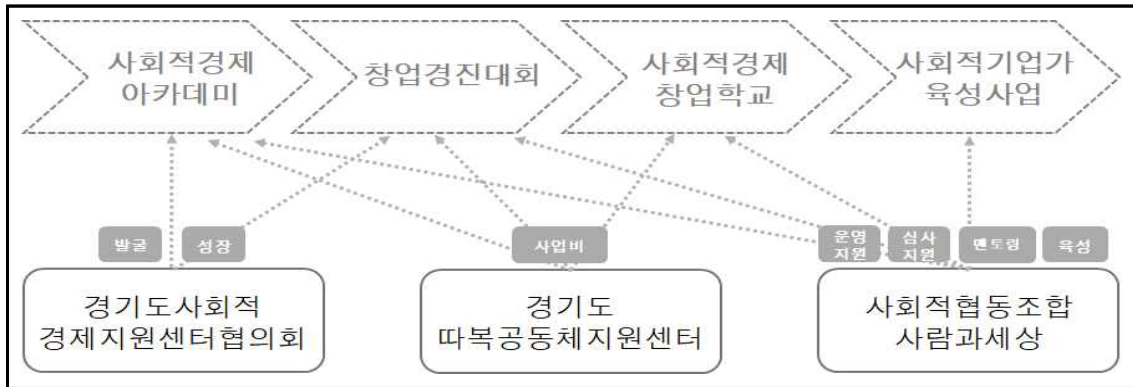 사회적경제
아카데미
창업경진대회
사회적경제
창업학교
사회적기업가
육성사업
발굴
성장
사업비
운영
지원
심사
지원
멘토링
육성
경기도사회적
경제지원센터협의회
경기도
따복공동체지원센터
사회적협동조합
사람과세상